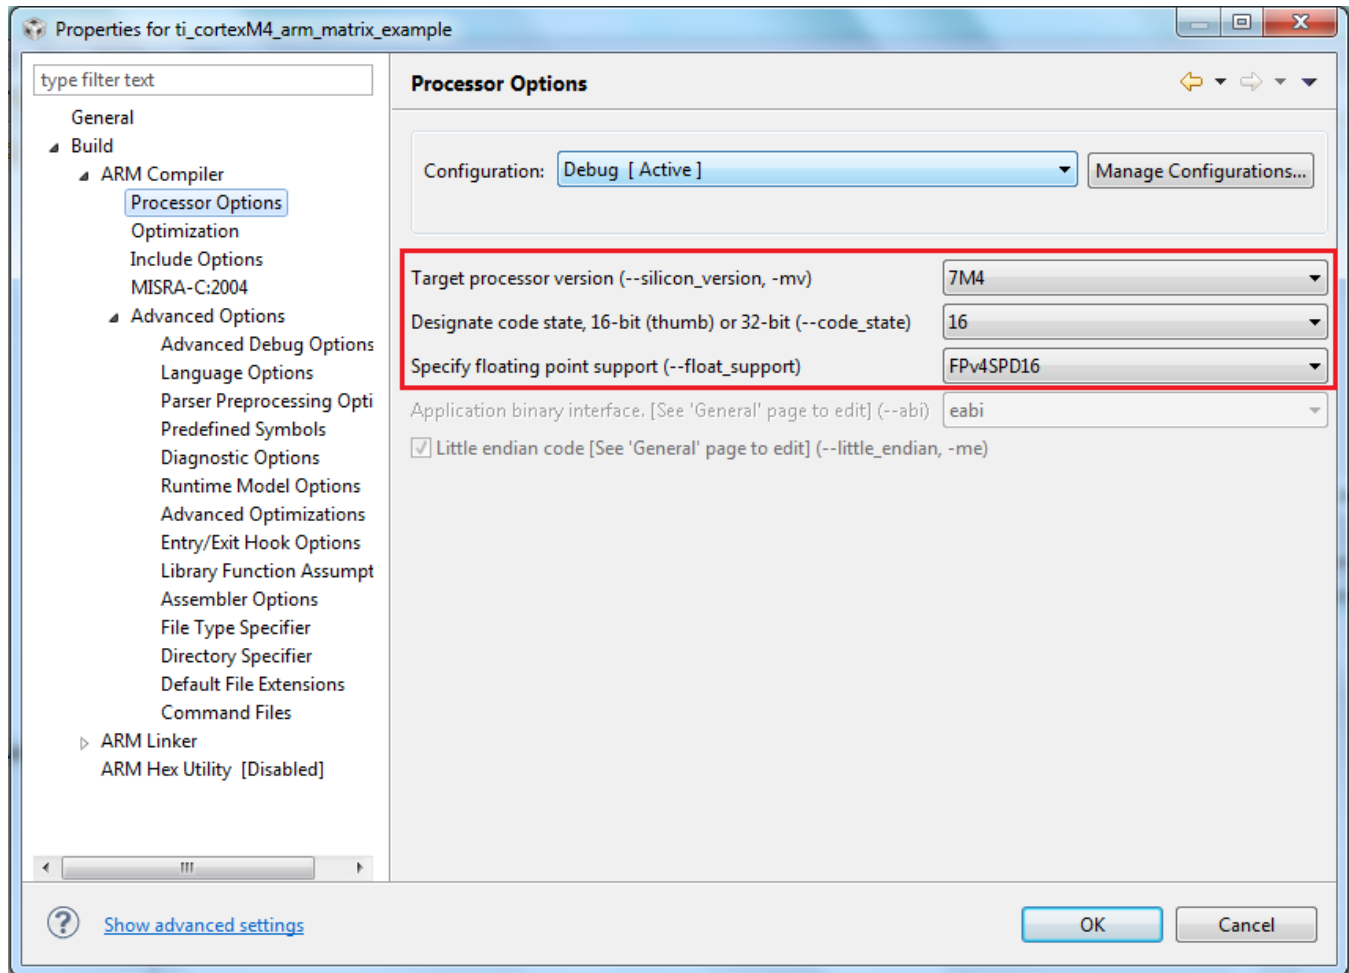 Properties for ti_cortexM4_arm_matrix_example
type filter text
General
Build
ARM Compiler
Processor Options
Optimization
Include Options
MISRA-C:2004
Advanced Options
Advanced Debug Options
Language Options
Parser Preprocessing Opti
Predefined Symbols
Diagnostic Options
Runtime Model Options
Advanced Optimizations
Entry/Exit Hook Options
Library Function Assumpt
Assembler Options
File Type Specifier
Directory Specifier
Default File Extensions
Command Files
ARM Linker
ARM Hex Utility [Disabled]
Processor Options
Configuration: Debug [ Active ] Manage Configurations...
Target processor version (--silicon_version, -mv) 7M4
Designate code state, 16-bit (thumb) or 32-bit (--code_state) 16
Specify floating point support (--float_support) FPv4SPD16
Application binary interface. [See 'General' page to edit] (--abi) eabi
Little endian code [See 'General' page to edit] (--little_endian, -me)
Show advanced settings
OK Cancel